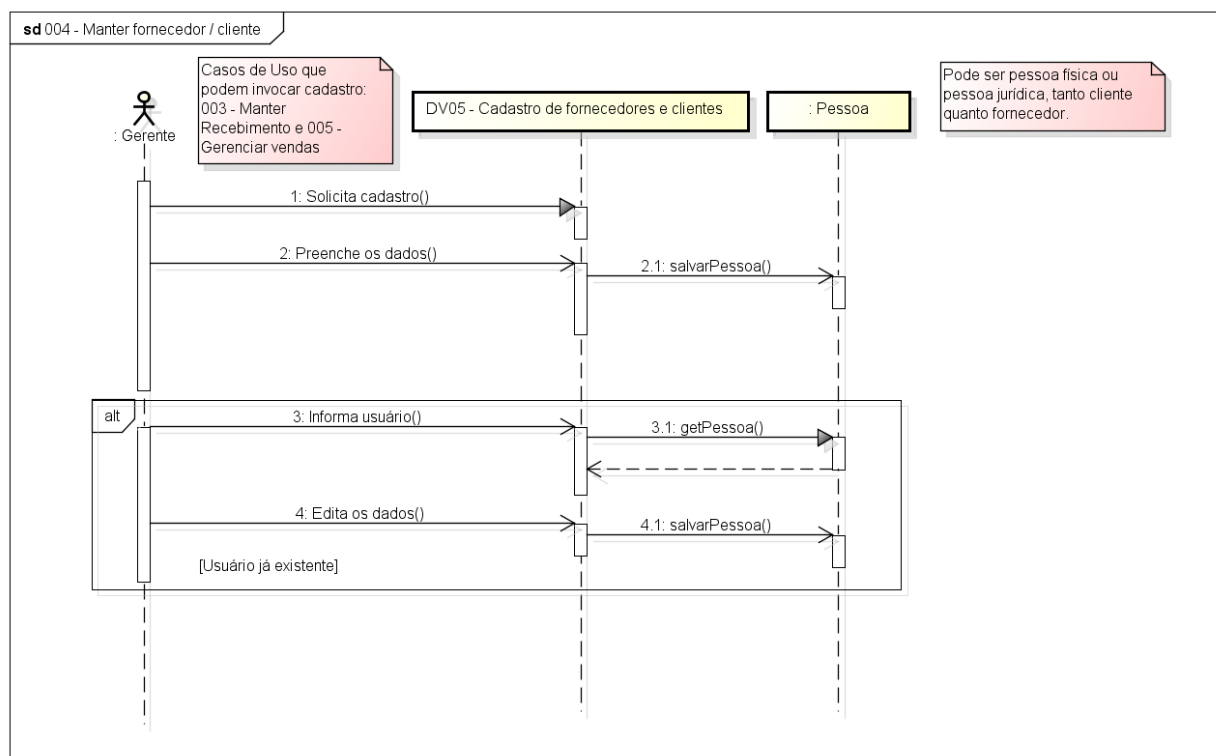 sd 004 - Manter fornecedor / cliente
Casos de Uso que
podem invocar cadastro:
003 - Manter
Recebimento e 005 -
Gerenciar vendas
Pode ser pessoa física ou
pessoa jurídica, tanto cliente
quanto fornecedor.
: Gerente
DV05 - Cadastro de fornecedores e clientes
: Pessoa
1: Solicita cadastro()
2: Preenche os dados()
2.1: salvarPessoa()
alt
3: Informa usuário()
3.1: getPessoa()
4: Edita os dados()
4.1: salvarPessoa()
[Usuário já existente]